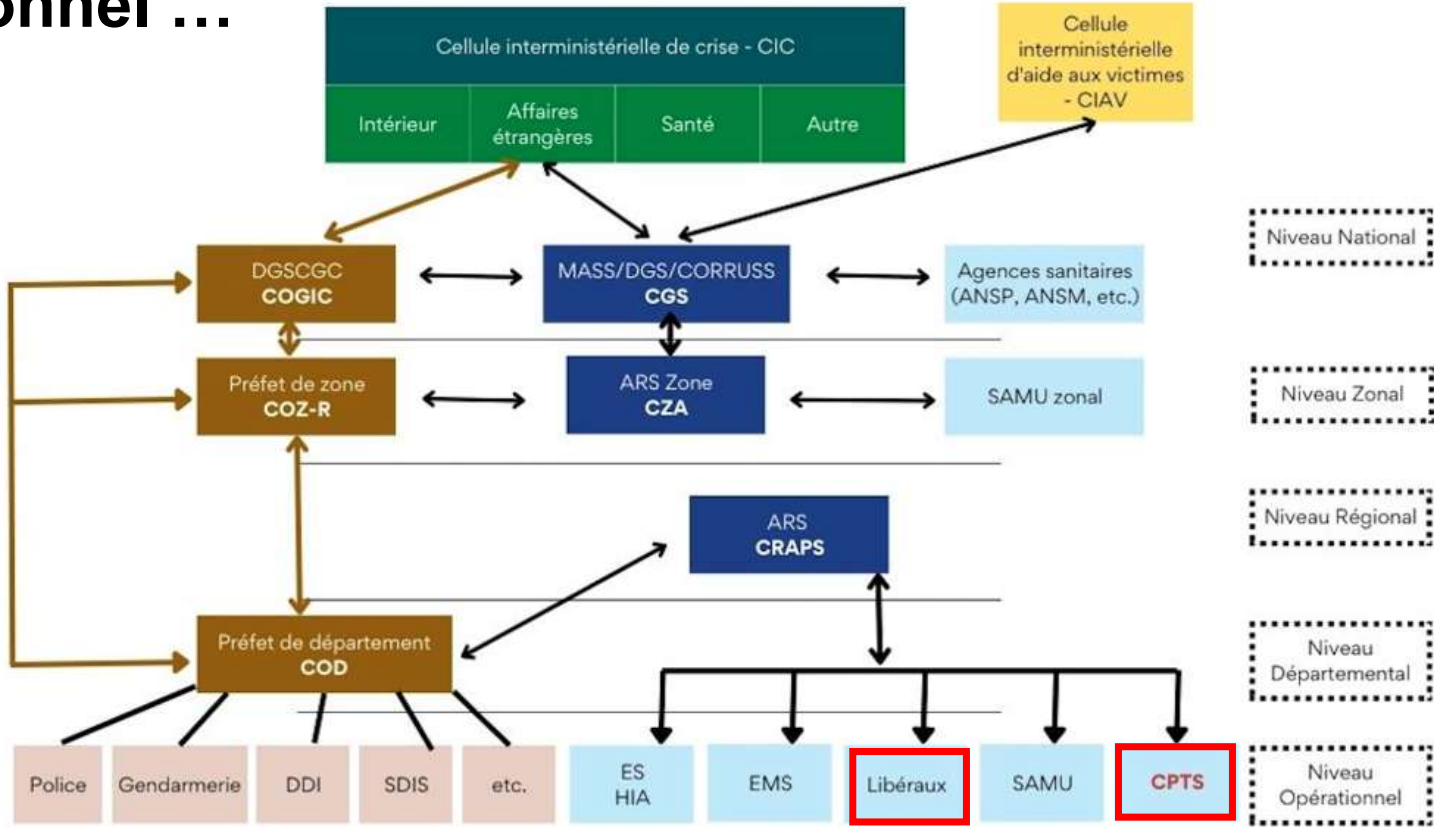 onnel …
Cellule interministérielle de crise - CIC
Intérieur
Affaires
étrangères
Santé
Autre
Cellule
interministérielle
d'aide aux victimes
- CIAV
Niveau National
DGSCGC
COGIC
MASS/DGS/CORRUSS
CGS
Agences sanitaires
(ANSP, ANSM, etc.)
Préfet de zone
COZ-R
ARS Zone
CZA
SAMU zonal
Niveau Zonal
ARS
CRAPS
Niveau Régional
Préfet de département
COD
Niveau
Départemental
Police
Gendarmerie
DDI
SDIS
etc.
ES
HIA
EMS
Libéraux
SAMU
CPTS
Niveau
Opérationnel